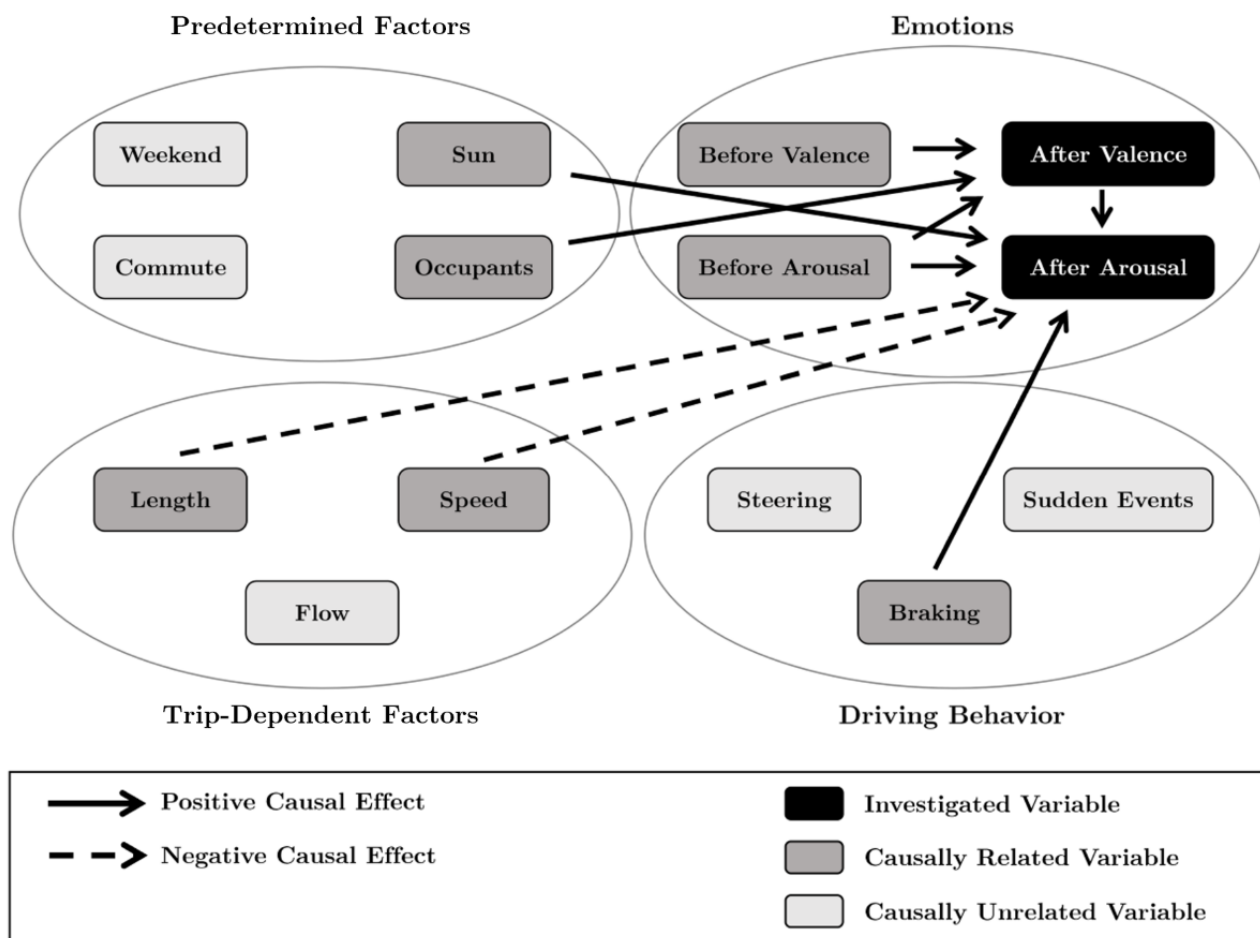 Predetermined Factors
Emotions
Weekend
Sun
Before Valence
After Valence
Commute
Occupants
Before Arousal
After Arousal
Length
Speed
Steering
Sudden Events
Flow
Braking
Trip-Dependent Factors
Driving Behavior
Positive Causal Effect
Negative Causal Effect
Investigated Variable
Causally Related Variable
Causally Unrelated Variable